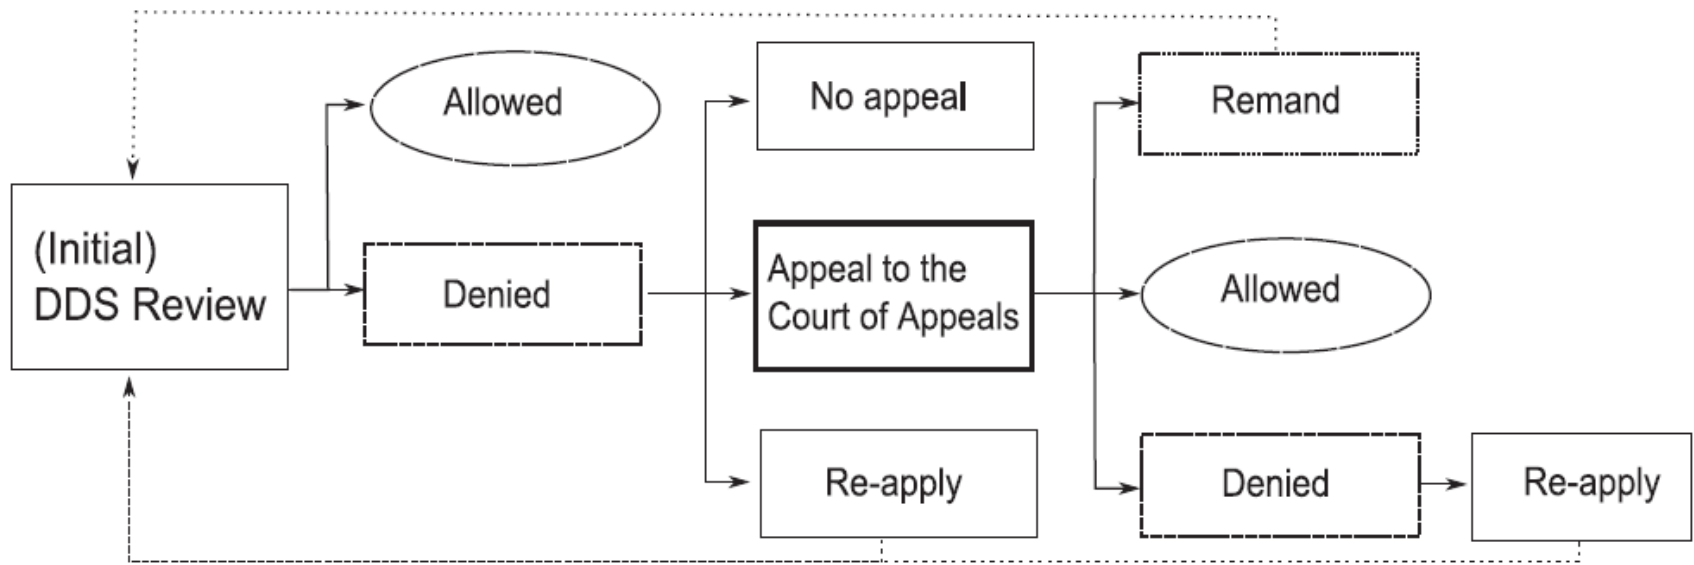 (Initial)
DDS Review
Allowed
Denied
No appeal
Appeal to the
Court of Appeals
Re-apply
Remand
Allowed
Denied
Re-apply